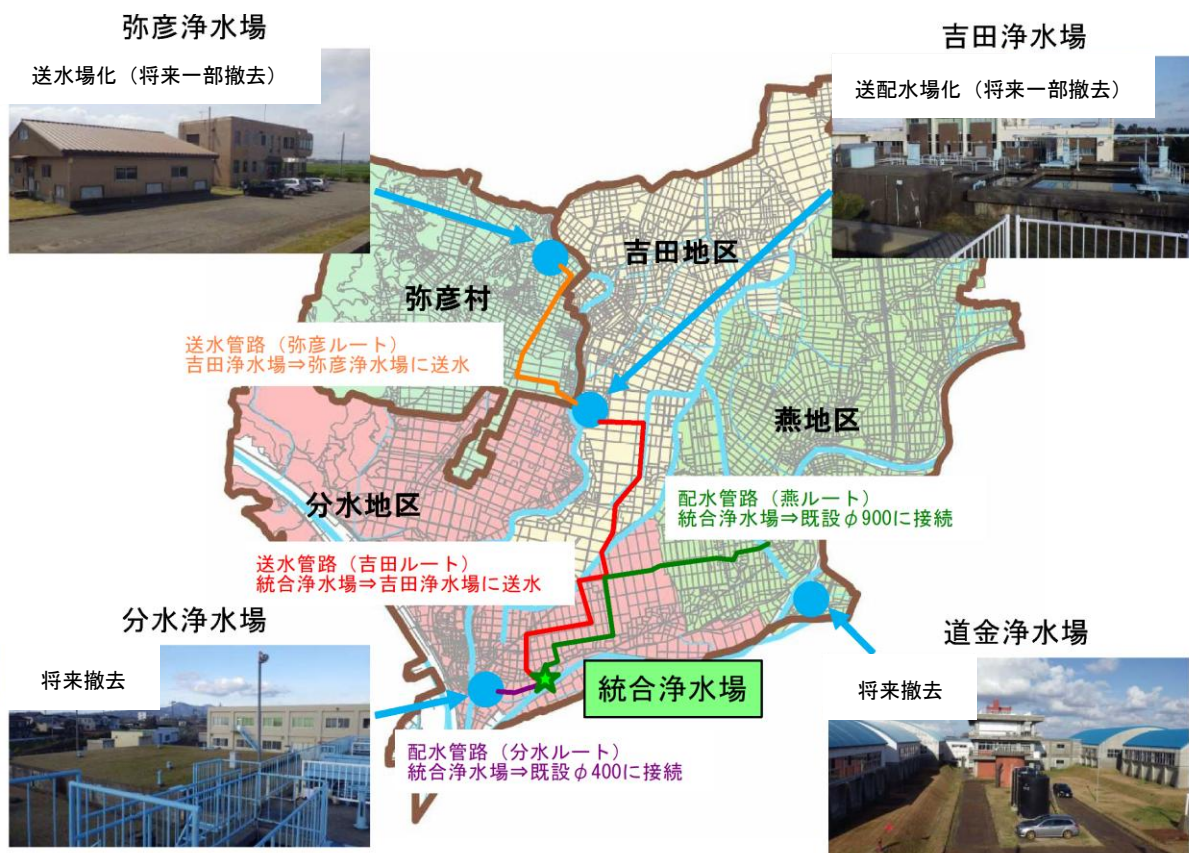 弥彦浄水場
送水場化（将来一部撤去）
吉田浄水場
送配水場化（将来一部撤去）
吉田地区
弥彦村
送水管路（弥彦ルート）
吉田浄水場⇒弥彦浄水場に送水
燕地区
分水地区
配水管路（燕ルート）
統合浄水場⇒既設φ900に接続
送水管路（吉田ルート）
統合浄水場⇒吉田浄水場に送水
分水浄水場
将来撤去
道金浄水場
将来撤去
統合浄水場
配水管路（分水ルート）
統合浄水場⇒既設φ400に接続